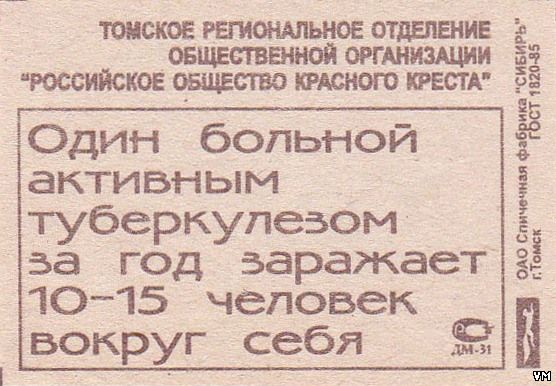 ТОМСКОЕ РЕГИОНАЛЬНОЕ ОТДЕЛЕНИЕ
ОБЩЕСТВЕННОЙ ОРГАНИЗАЦИИ
"РОССИЙСКОЕ ОБЩЕСТВО КРАСНОГО КРЕСТА"
Один больной
активным
туберкулезом
за год заражает
10-15 человек
вокруг себя
ДМ-31
ОАО Спичечная фабрика "СИБИРЬ"
г.Томск ГОСТ 1820-85
VM